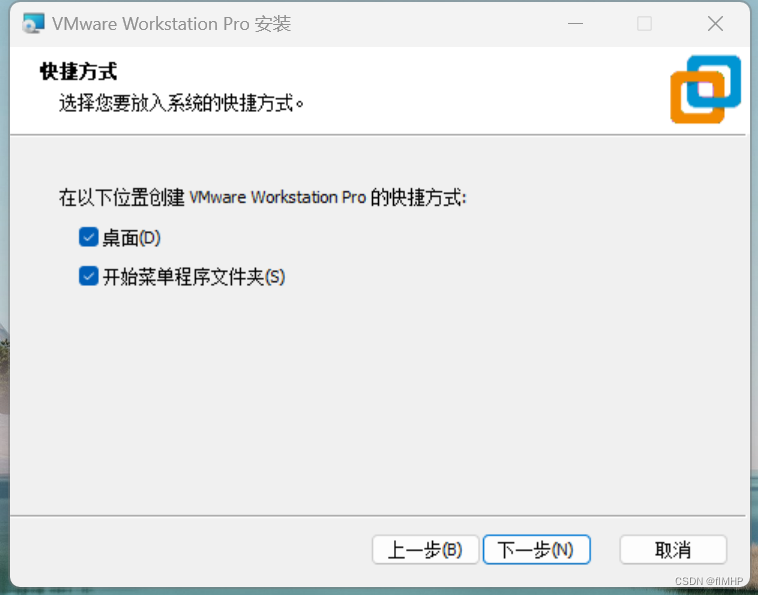 VMware Workstation Pro 安装
快捷方式
选择您要放入系统的快捷方式。
在以下位置创建 VMware Workstation Pro 的快捷方式:
桌面(D)
开始菜单程序文件夹(S)
上一步(B) 下一步(N) 取消
CSDN @flMHP